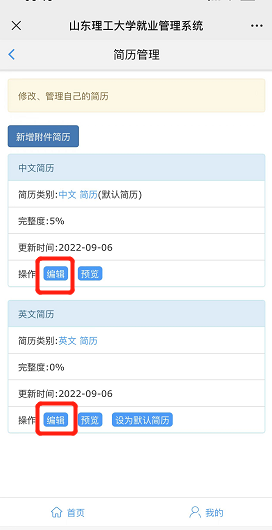 山东理工大学就业管理系统
简历管理
修改、管理自己的简历
新增附件简历
中文简历
简历类别:中文 简历(默认简历)
完整度:5%
更新时间:2022-09-06
操作 编辑 预览
英文简历
简历类别:英文 简历
完整度:0%
更新时间:2022-09-06
操作 编辑 预览 设为默认简历
首页 我的